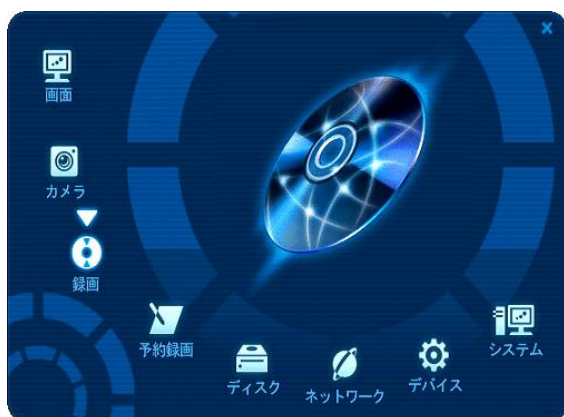 画面
カメラ
録画
予約録画
ディスク
ネットワーク
デバイス
システム